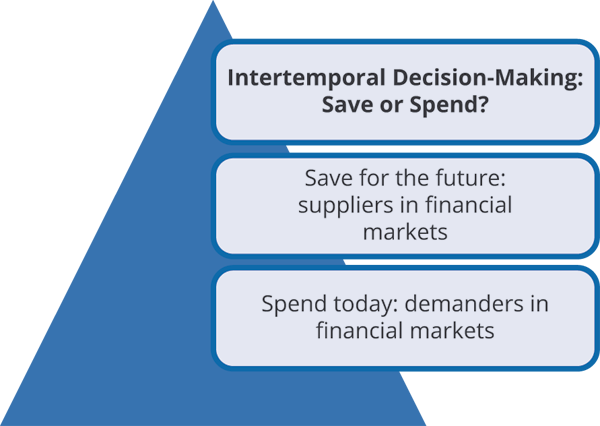 Intertemporal Decision-Making:
Save or Spend?
Save for the future:
suppliers in financial
markets
Spend today: demanders in
financial markets